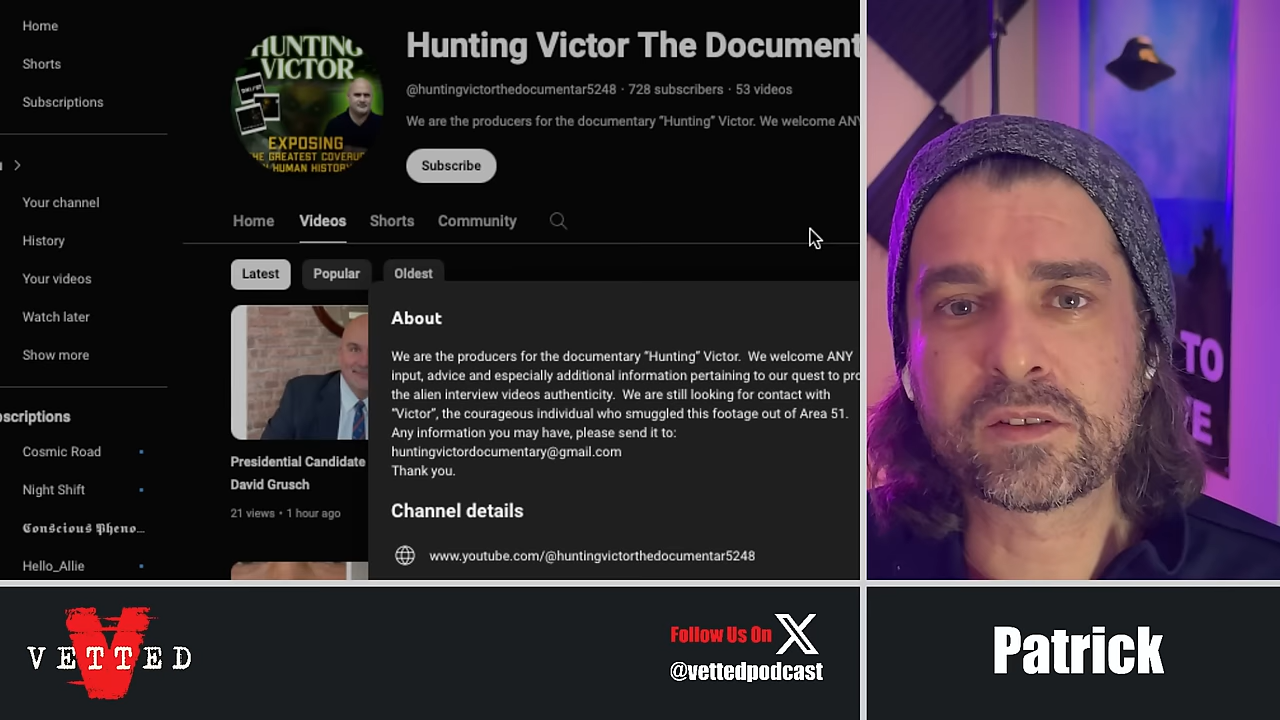 Home
Shorts
Subscriptions
Your channel
History
Your videos
Watch later
Show more
Cosmic Road
Night Shift
Conscious Pheno...
Hello_Allie
HUNTING
VICTOR
EXPOSING
Hunting Victor The Document
@huntingvictorthedocumentar5248 · 728 subscribers · 53 videos
We are the producers for the documentary "Hunting" Victor. We welcome ANY
Subscribe
Home Videos Shorts Community
Latest Popular Oldest
Presidential Candidate
David Grusch
21 views • 1 hour ago
About
We are the producers for the documentary "Hunting" Victor. We welcome ANY
input, advice and especially additional information pertaining to our quest to pro
the alien interview videos authenticity. We are still looking for contact with
"Victor", the courageous individual who smuggled this footage out of Area 51.
Any information you may have, please send it to:
huntingvictordocumentary@gmail.com
Thank you.
Channel details
www.youtube.com/@huntingvictorthedocumentar5248
TO
VETTED
Follow Us On X
@vettedpodcast
Patrick